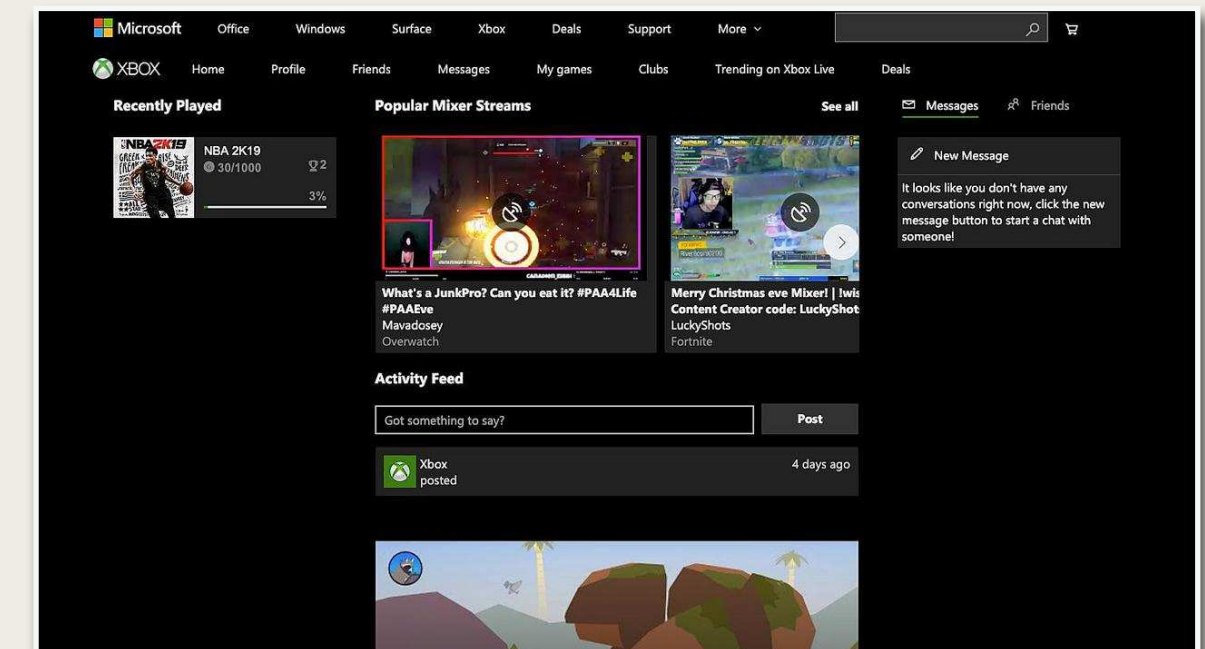 Microsoft Office Windows Surface Xbox Deals Support More
XBOX Home Profile Friends Messages My games Clubs Trending on Xbox Live Deals
Recently Played
NBA 2K19
NBA 2K19
30/1000
2
3%
Popular Mixer Streams
See all
What's a JunkPro? Can you eat it? #PAA4Life
#PAAEve
Mavadosey
Overwatch
Merry Christmas eve Mixer! | !wis
Content Creator code: LuckyShot
LuckyShots
Fortnite
Messages Friends
New Message
It looks like you don't have any
conversations right now, click the new
message button to start a chat with
someone!
Activity Feed
Got something to say?
Post
Xbox
posted
4 days ago